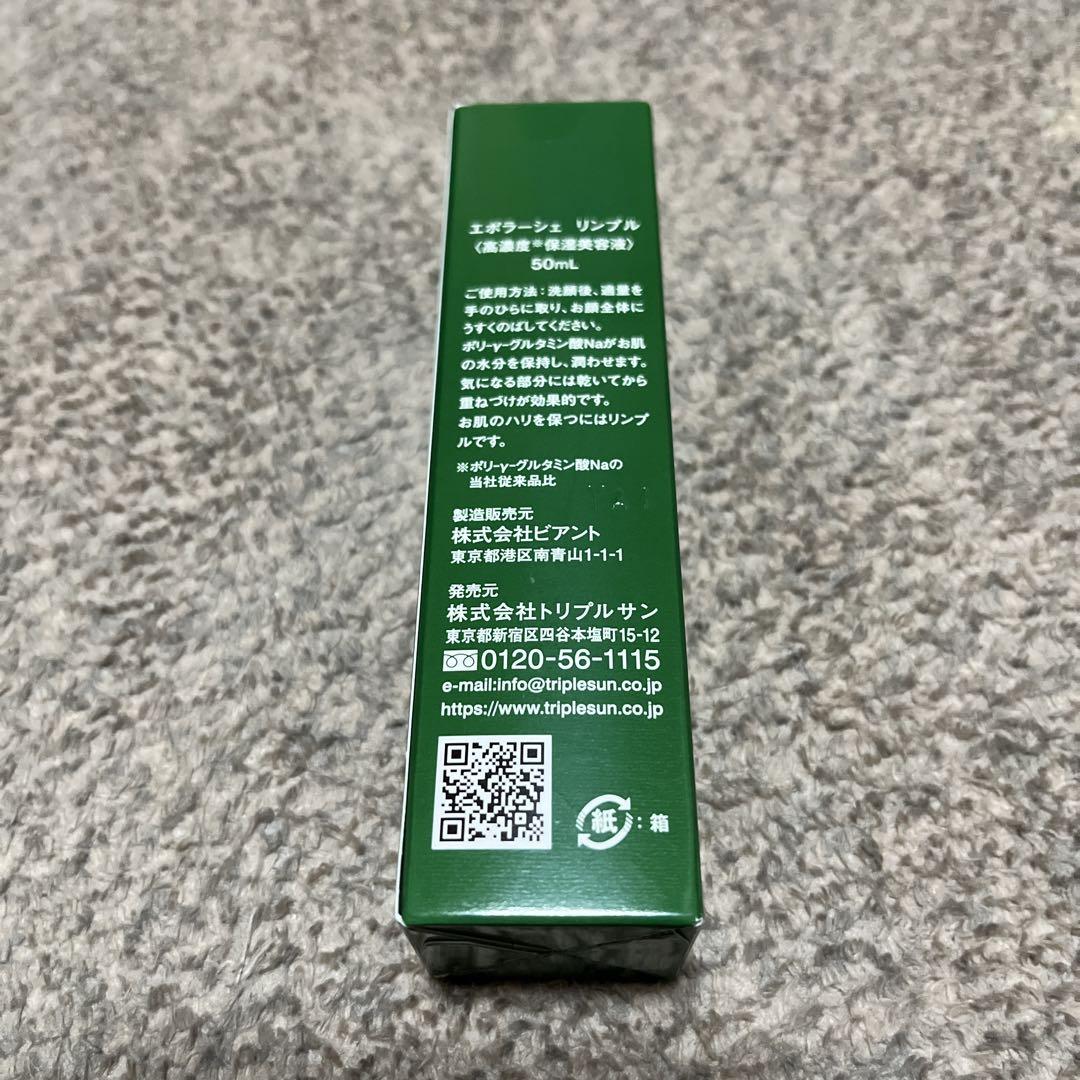 エポラーシェ リンプル
〈高濃度※保湿美容液〉
50mL
ご使用方法：洗顔後、適量を
手のひらに取り、お顔全体に
うすくのばしてください。
ポリ-γ-グルタミン酸Naがお肌
の水分を保持し、潤わせます。
気になる部分には乾いてから
重ねづけが効果的です。
お肌のハリを保つにはリンプ
ルです。
※ポリ-γ-グルタミン酸Naの
当社従来品比
製造販売元
株式会社ビアント
東京都港区南青山1-1-1
発売元
株式会社トリプルサン
東京都新宿区四谷本塩町15-12
0120-56-1115
e-mail:info@triplesun.co.jp
https://www.triplesun.co.jp
紙：箱